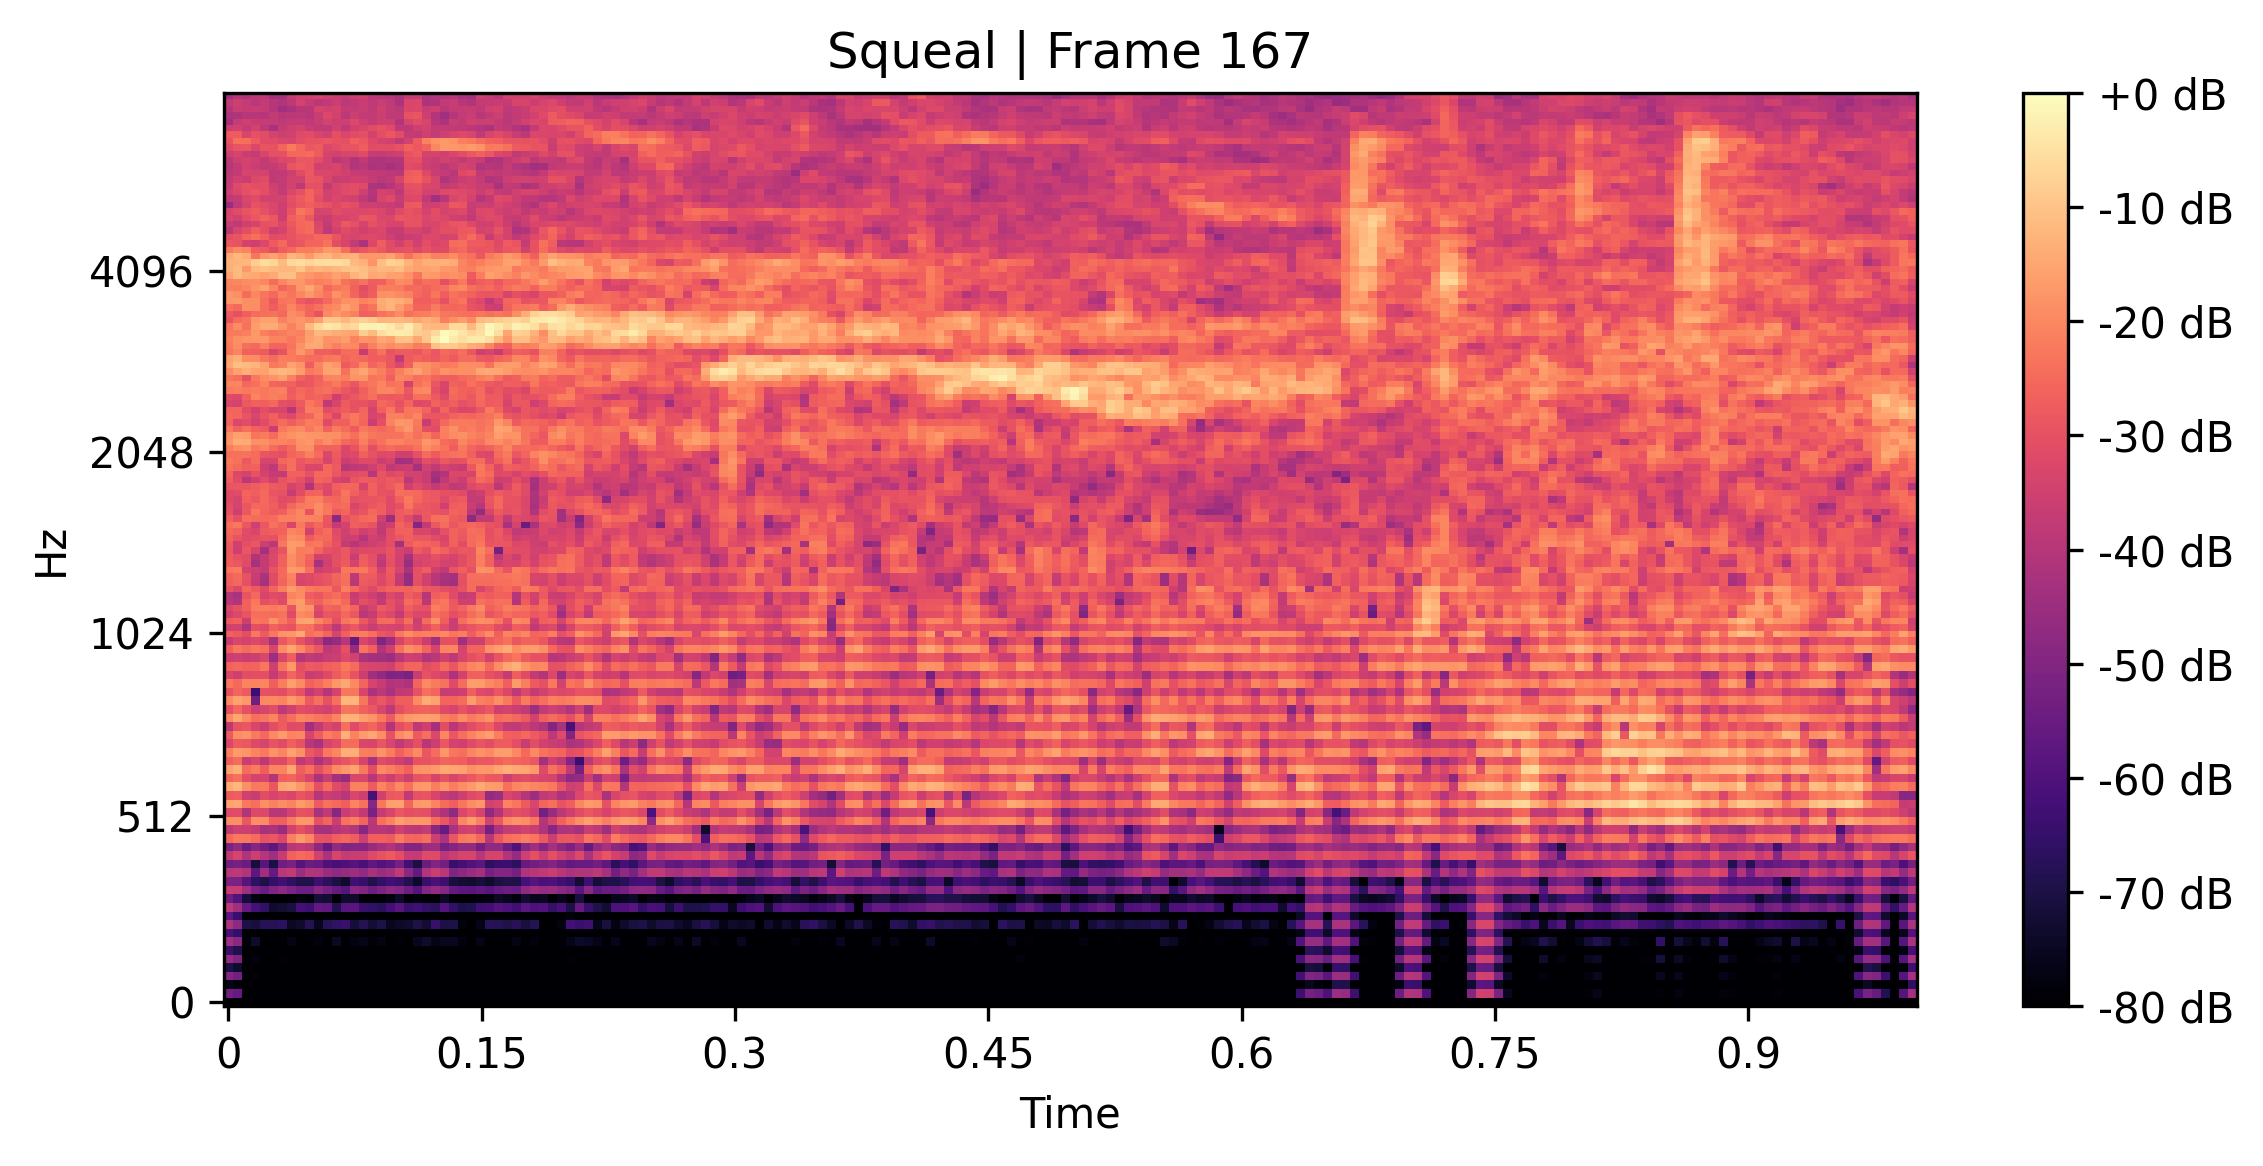 Squeal | Frame 167
+0 dB
-10 dB
-20 dB
-30 dB
-40 dB
-50 dB
-60 dB
-70 dB
-80 dB
Hz
4096
2048
1024
512
0
0 0.15 0.3 0.45 0.6 0.75 0.9
Time